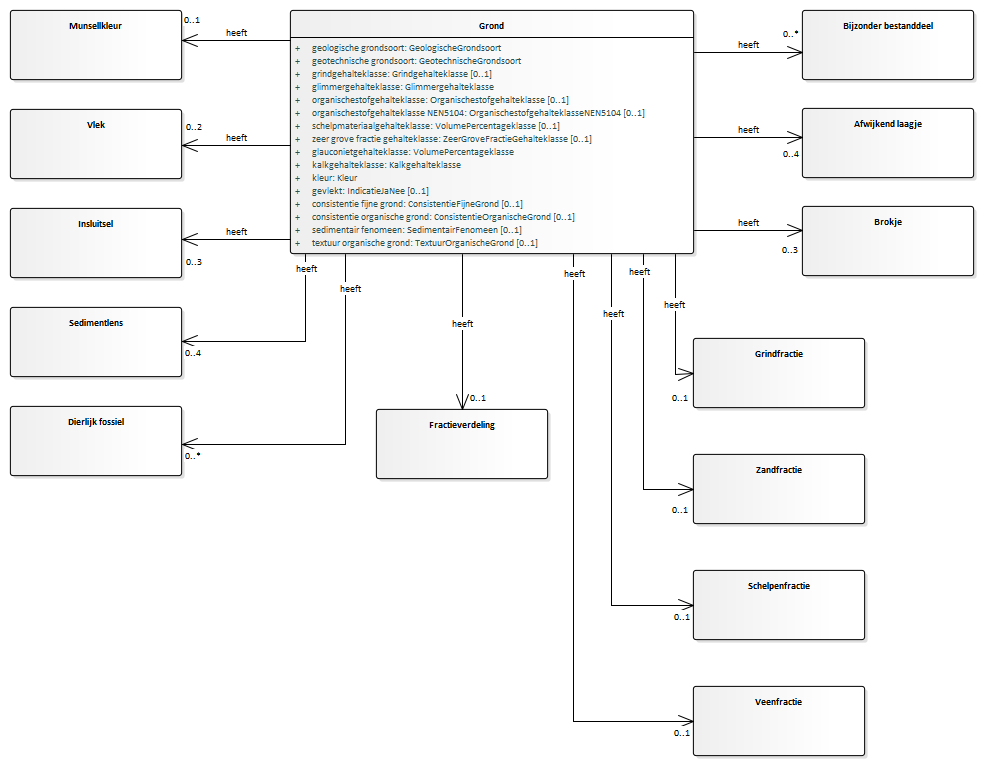 Munsellkleur
0..1
heeft
Grond
+ geologische grondsoort: GeologischeGrondsoort
+ geotechnische grondsoort: GeotechnischeGrondsoort
+ grindgehalteklasse: Grindgehalteklasse [0..1]
+ glimmergehalteklasse: Glimmergehalteklasse
+ organischestofgehalteklasse: Organischestofgehalteklasse [0..1]
+ organischestofgehalteklasse NEN5104: OrganischestofgehalteklasseNEN5104 [0..1]
+ schelpmateriaalgehalteklasse: VolumePercentageklasse [0..1]
+ zeer grove fractie gehalteklasse: ZeerGroveFractieGehalteklasse [0..1]
+ glauconietgehalteklasse: VolumePercentageklasse
+ kalkgehalteklasse: Kalkgehalteklasse
+ kleur: Kleur
+ gevlekt: IndicatieJaNee [0..1]
+ consistentie fijne grond: ConsistentieFijneGrond [0..1]
+ consistentie organische grond: ConsistentieOrganischeGrond [0..1]
+ sedimentair fenomeen: SedimentairFenomeen [0..1]
+ textuur organische grond: TextuurOrganischeGrond [0..1]
heeft
0..*
Bijzonder bestanddeel
Vlek
0..2
heeft
heeft
0..4
Afwijkend laagje
Insluitsel
heeft
0..3
heeft
0..3
Brokje
heeft
Sedimentlens
0..4
heeft
Dierlijk fossiel
0..*
heeft
0..1
Fractieverdeling
heeft
0..1
Grindfractie
heeft
0..1
Zandfractie
heeft
0..1
Schelpenfractie
heeft
0..1
Veenfractie